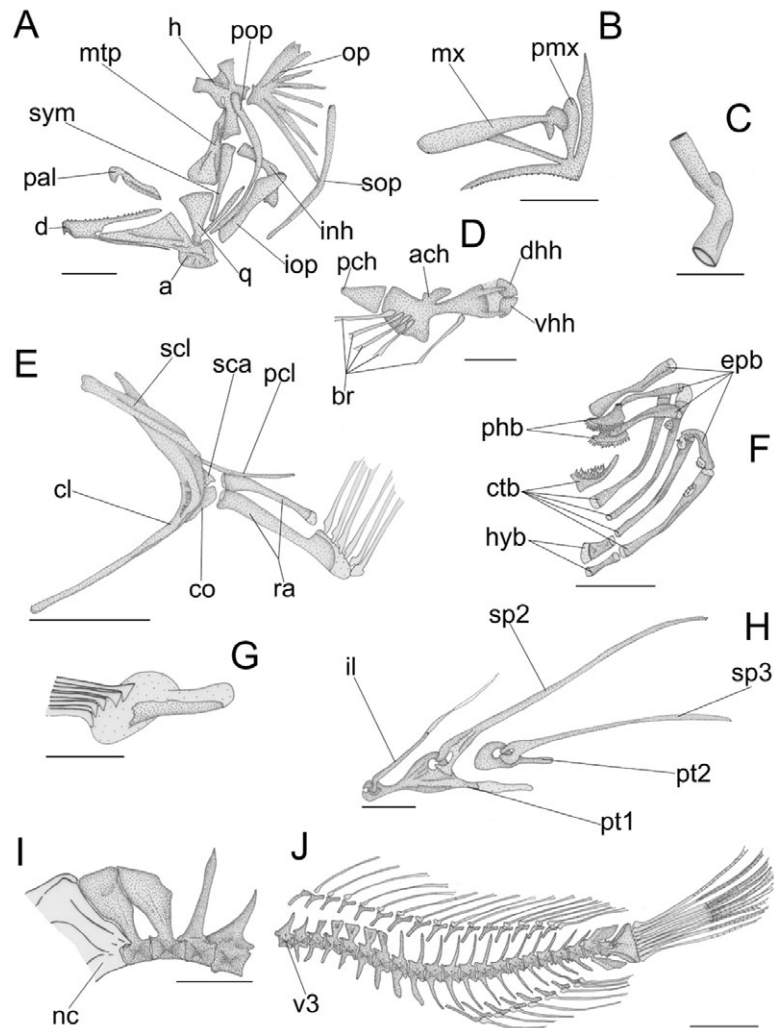 A
h
pop
op
mtp
sym
pal
d
a
q
iop
inh
sop
B
mx
pmx
C
D
pch
ach
dhh
vhh
br
E
scl
sca
pcl
cl
co
ra
F
epb
phb
ctb
hyb
G
H
sp2
il
sp3
pt2
pt1
I
nc
J
v3